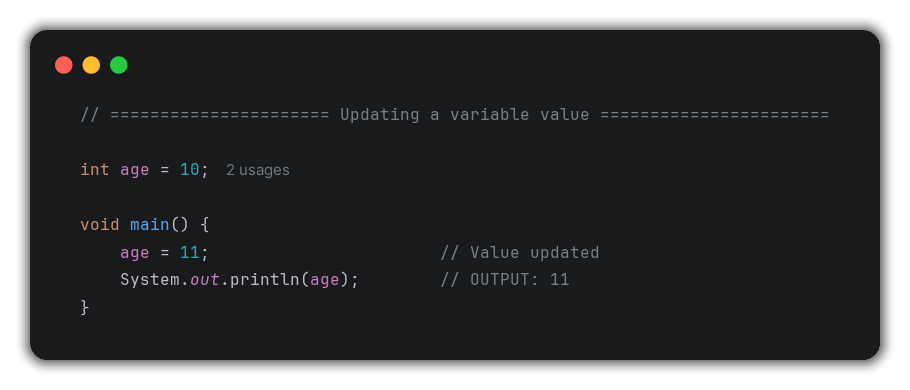 // ====================== Updating a variable value =======================
int age = 10; 2 usages
void main() {
    age = 11;                       // Value updated
    System.out.println(age);        // OUTPUT: 11
}